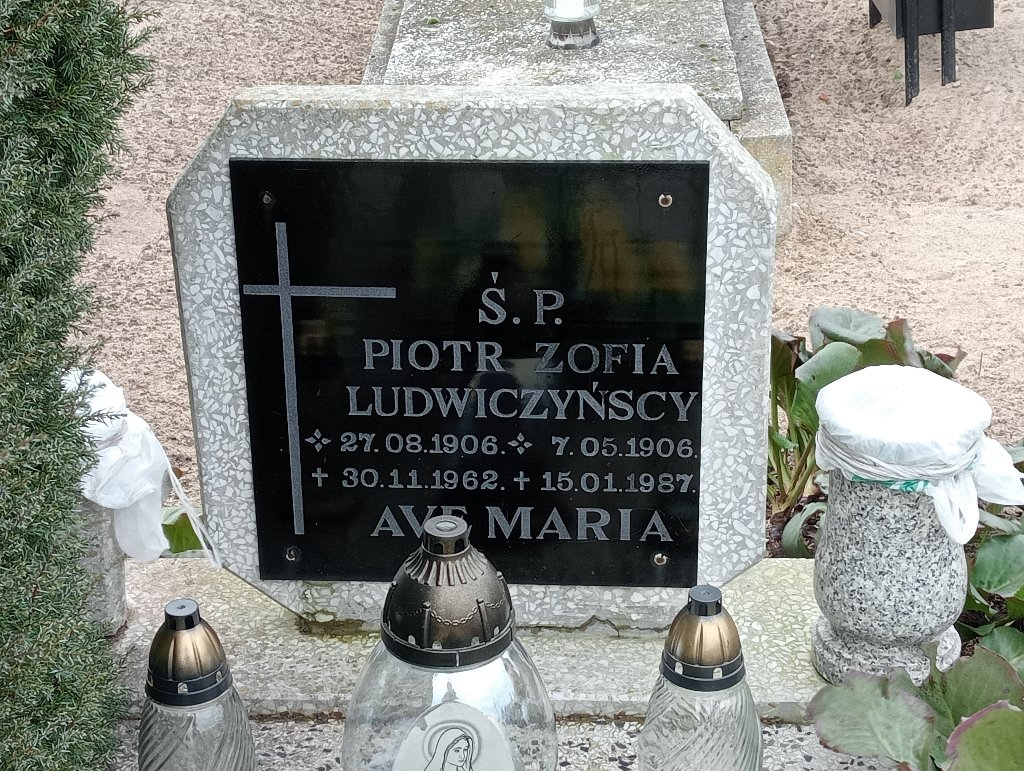 Ś. P.
PIOTR ZOFIA
LUDWICZYŃSCY
27.08.1906. 7.05.1906.
✝ 30.11.1962. ✝ 15.01.1987.
AVE MARIA